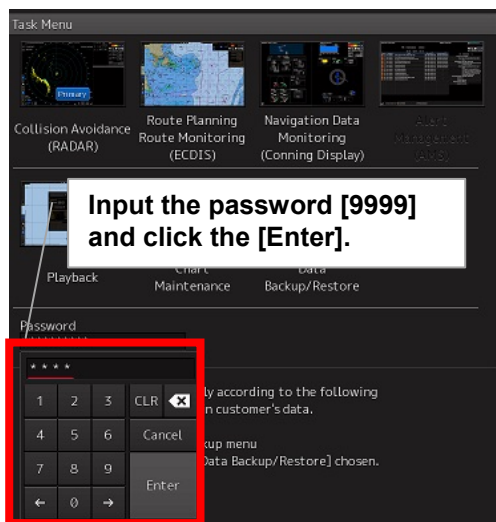 Task Menu
Primary
Collision Avoidance
(RADAR)
Route Planning
Route Monitoring
(ECDIS)
Navigation Data
Monitoring
(Conning Display)
Alert
Management
(AMS)
Input the password [9999]
and click the [Enter].
Playback
Chart
Maintenance
Data
Backup/Restore
Password
* * * *
1 2 3 CLR
4 5 6 Cancel
7 8 9
Enter
← 0 →
ly according to the following
n customer's data.
kup menu
Data Backup/Restore] chosen.